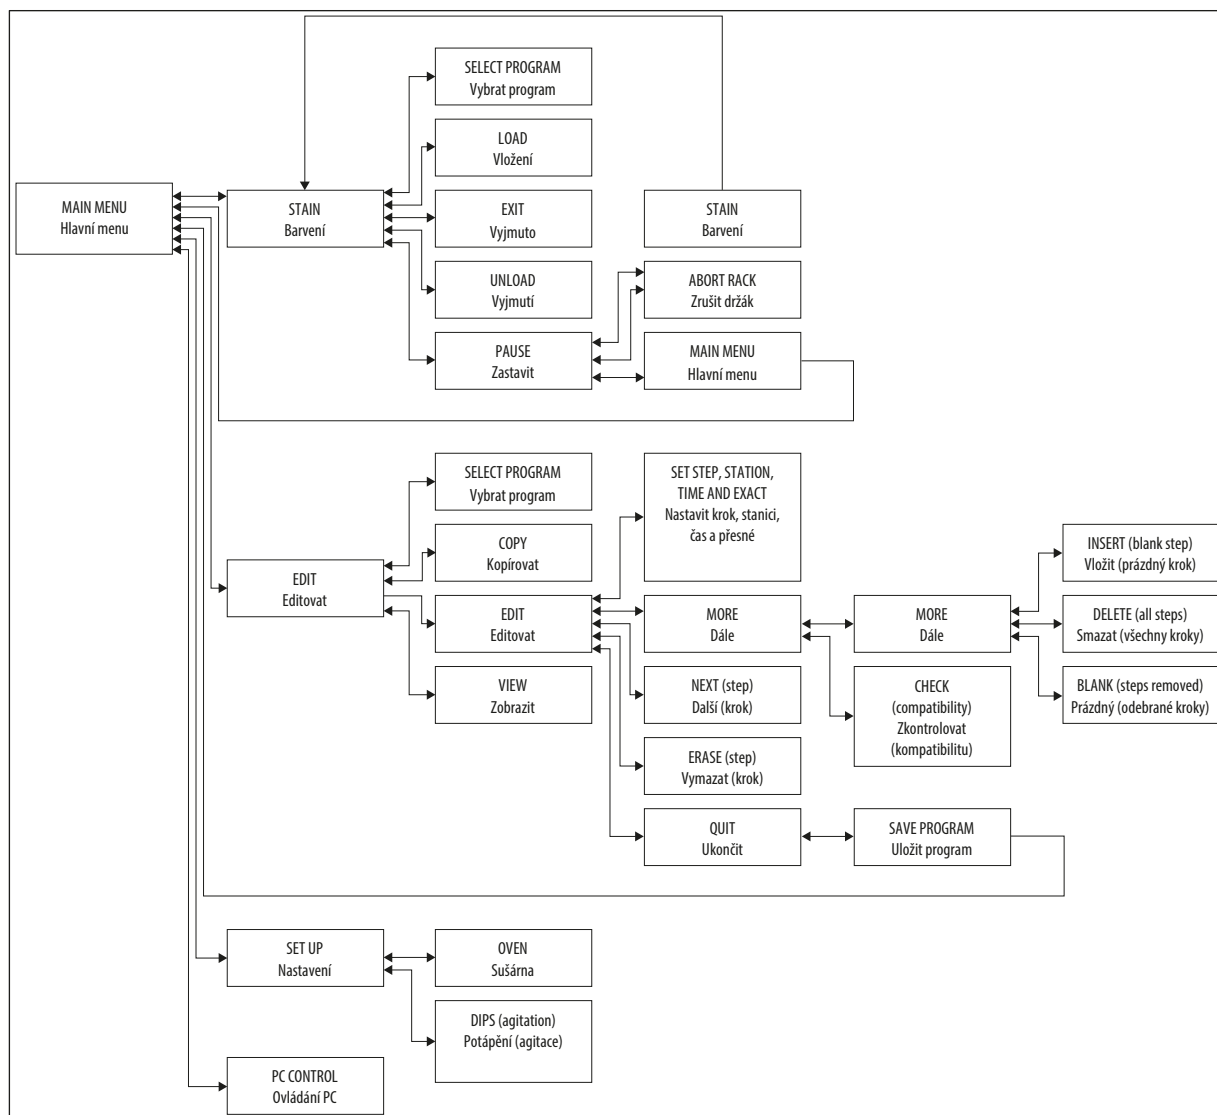 MAIN MENU
Hlavní menu
STAIN
Barvení
SELECT PROGRAM
Vybrat program
LOAD
Vložení
EXIT
Vyjmuto
UNLOAD
Vyjmutí
PAUSE
Zastavit
STAIN
Barvení
ABORT RACK
Zrušit držák
MAIN MENU
Hlavní menu
EDIT
Editovat
SELECT PROGRAM
Vybrat program
COPY
Kopírovat
EDIT
Editovat
VIEW
Zobrazit
SET STEP, STATION,
TIME AND EXACT
Nastavit krok, stanici,
čas a přesné
MORE
Dále
NEXT (step)
Další (krok)
ERASE (step)
Vymazat (krok)
QUIT
Ukončit
MORE
Dále
CHECK
(compatibility)
Zkontrolovat
(kompatibilitu)
SAVE PROGRAM
Uložit program
INSERT (blank step)
Vložit (prázdný krok)
DELETE (all steps)
Smazat (všechny kroky)
BLANK (steps removed)
Prázdný (odebrané kroky)
SET UP
Nastavení
OVEN
Sušárna
DIPS (agitation)
Potápění (agitace)
PC CONTROL
Ovládání PC